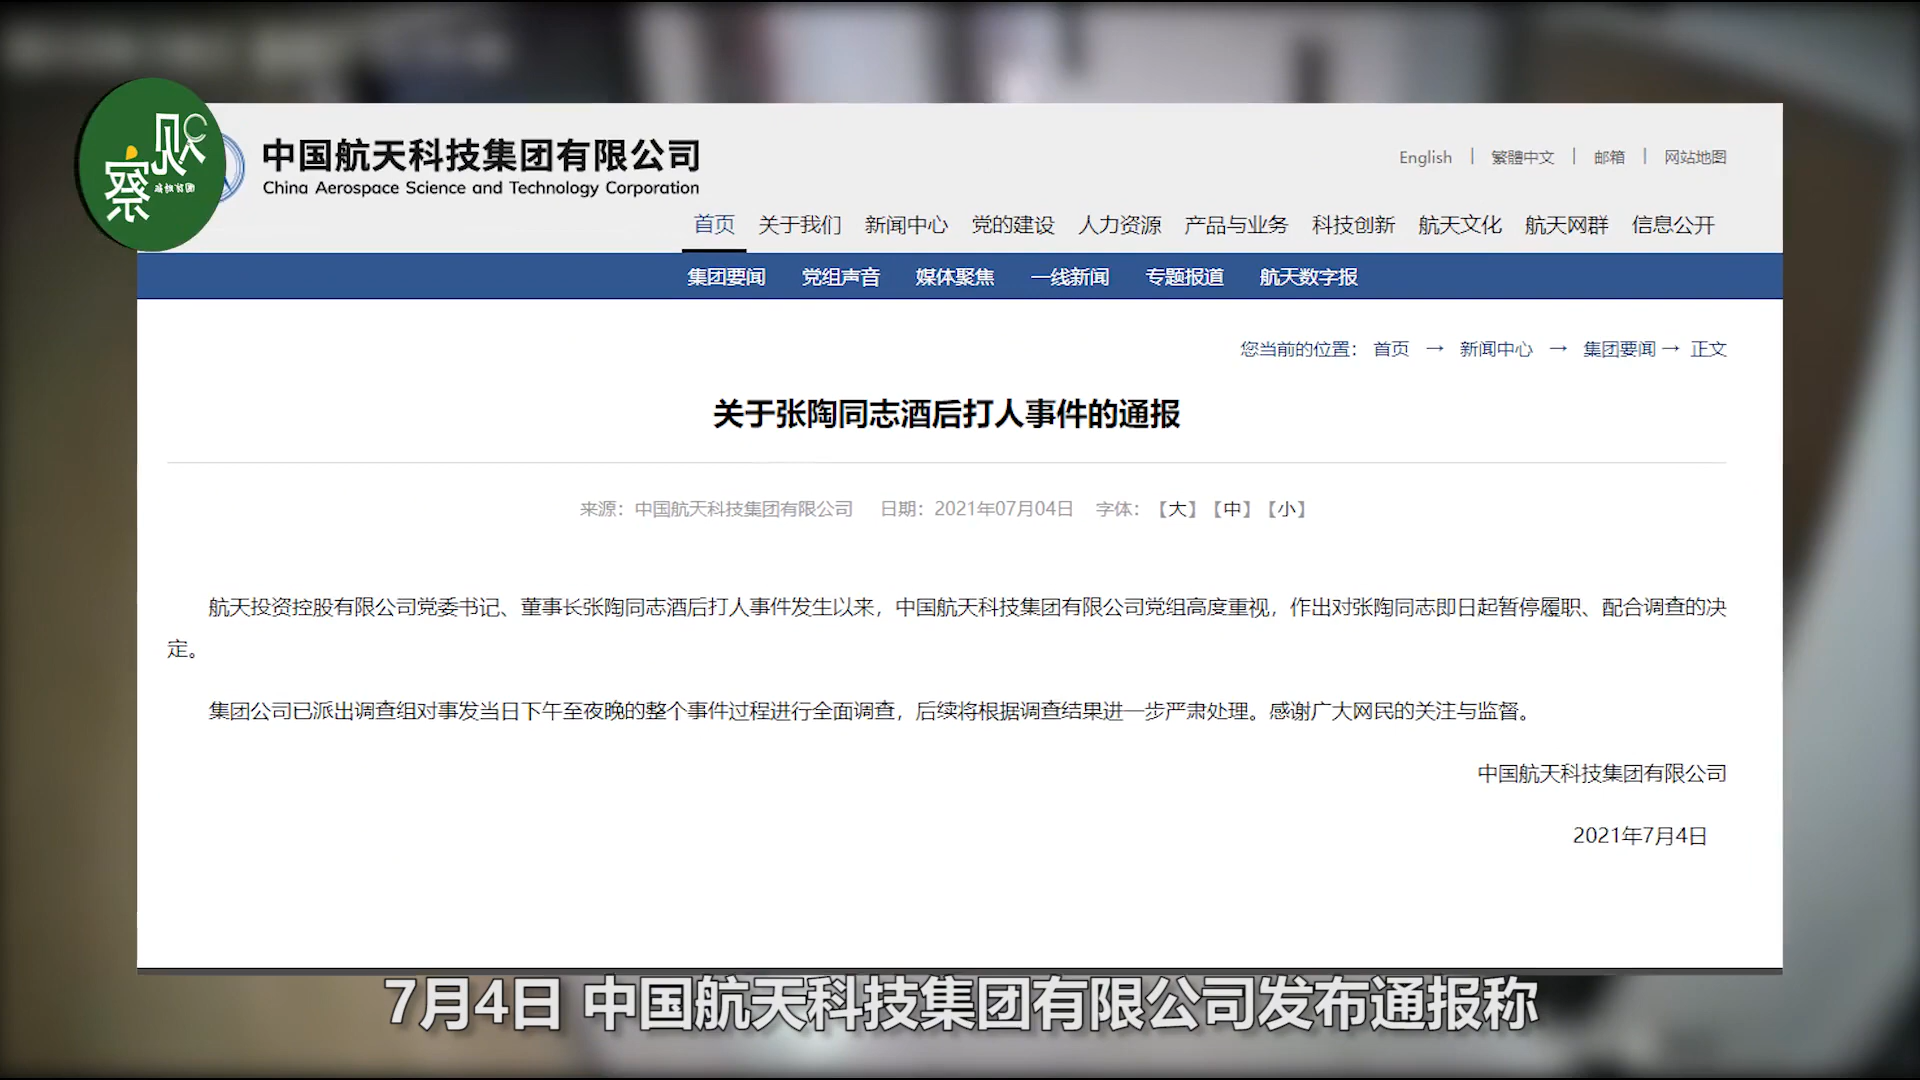 见察
中国航天科技集团有限公司
China Aerospace Science and Technology Corporation
English | 繁體中文 | 邮箱 | 网站地图
首页 关于我们 新闻中心 党的建设 人力资源 产品与业务 科技创新 航天文化 航天网群 信息公开
集团要闻 党组声音 媒体聚焦 一线新闻 专题报道 航天数字报
您当前的位置： 首页 → 新闻中心 → 集团要闻 → 正文
关于张陶同志酒后打人事件的通报
来源：中国航天科技集团有限公司 日期：2021年07月04日 字体：【大】【中】【小】
航天投资控股有限公司党委书记、董事长张陶同志酒后打人事件发生以来，中国航天科技集团有限公司党组高度重视，作出对张陶同志即日起暂停履职、配合调查的决
定。
集团公司已派出调查组对事发当日下午至夜晚的整个事件过程进行全面调查，后续将根据调查结果进一步严肃处理。感谢广大网民的关注与监督。
中国航天科技集团有限公司
2021年7月4日
7月4日 中国航天科技集团有限公司发布通报称